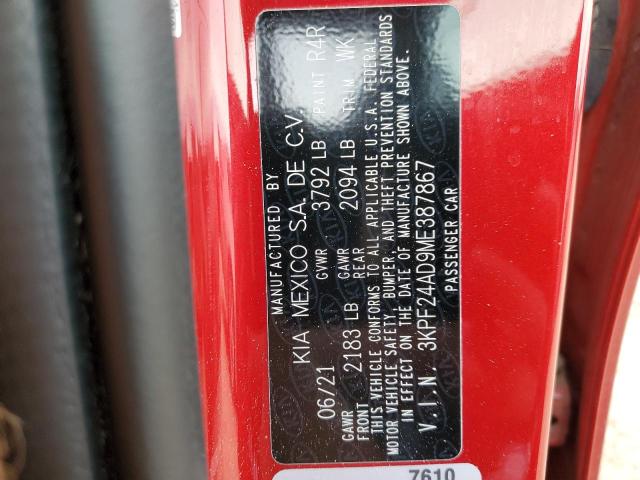 MANUFACTURED BY
KIA MEXICO S.A. DE C.V.
06/21 GVWR 3792 LB PAINT R4R
GAWR FRONT 2183 LB GAWR REAR 2094 LB TRIM WK
THIS VEHICLE CONFORMS TO ALL APPLICABLE U.S.A. FEDERAL
MOTOR VEHICLE SAFETY, BUMPER, AND THEFT PREVENTION STANDARDS
IN EFFECT ON THE DATE OF MANUFACTURE SHOWN ABOVE.
V.I.N. 3KPF24AD9ME387867
PASSENGER CAR
7610